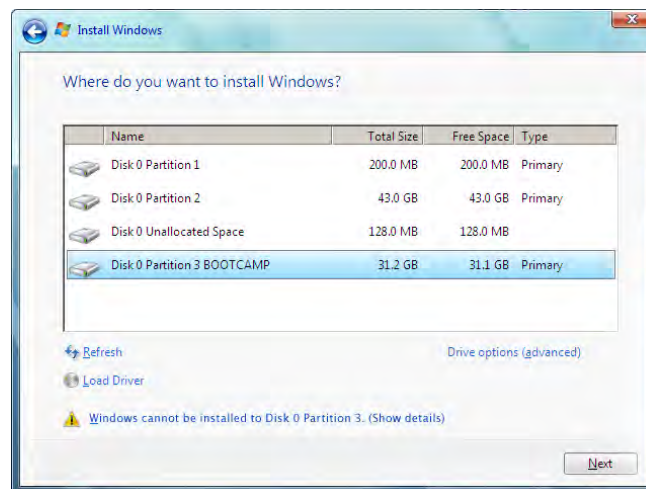 Install Windows
Where do you want to install Windows?
Name Total Size Free Space Type
Disk 0 Partition 1 200.0 MB 200.0 MB Primary
Disk 0 Partition 2 43.0 GB 43.0 GB Primary
Disk 0 Unallocated Space 128.0 MB 128.0 MB
Disk 0 Partition 3 BOOTCAMP 31.2 GB 31.1 GB Primary
Refresh Drive options (advanced)
Load Driver
Windows cannot be installed to Disk 0 Partition 3. (Show details)
Next